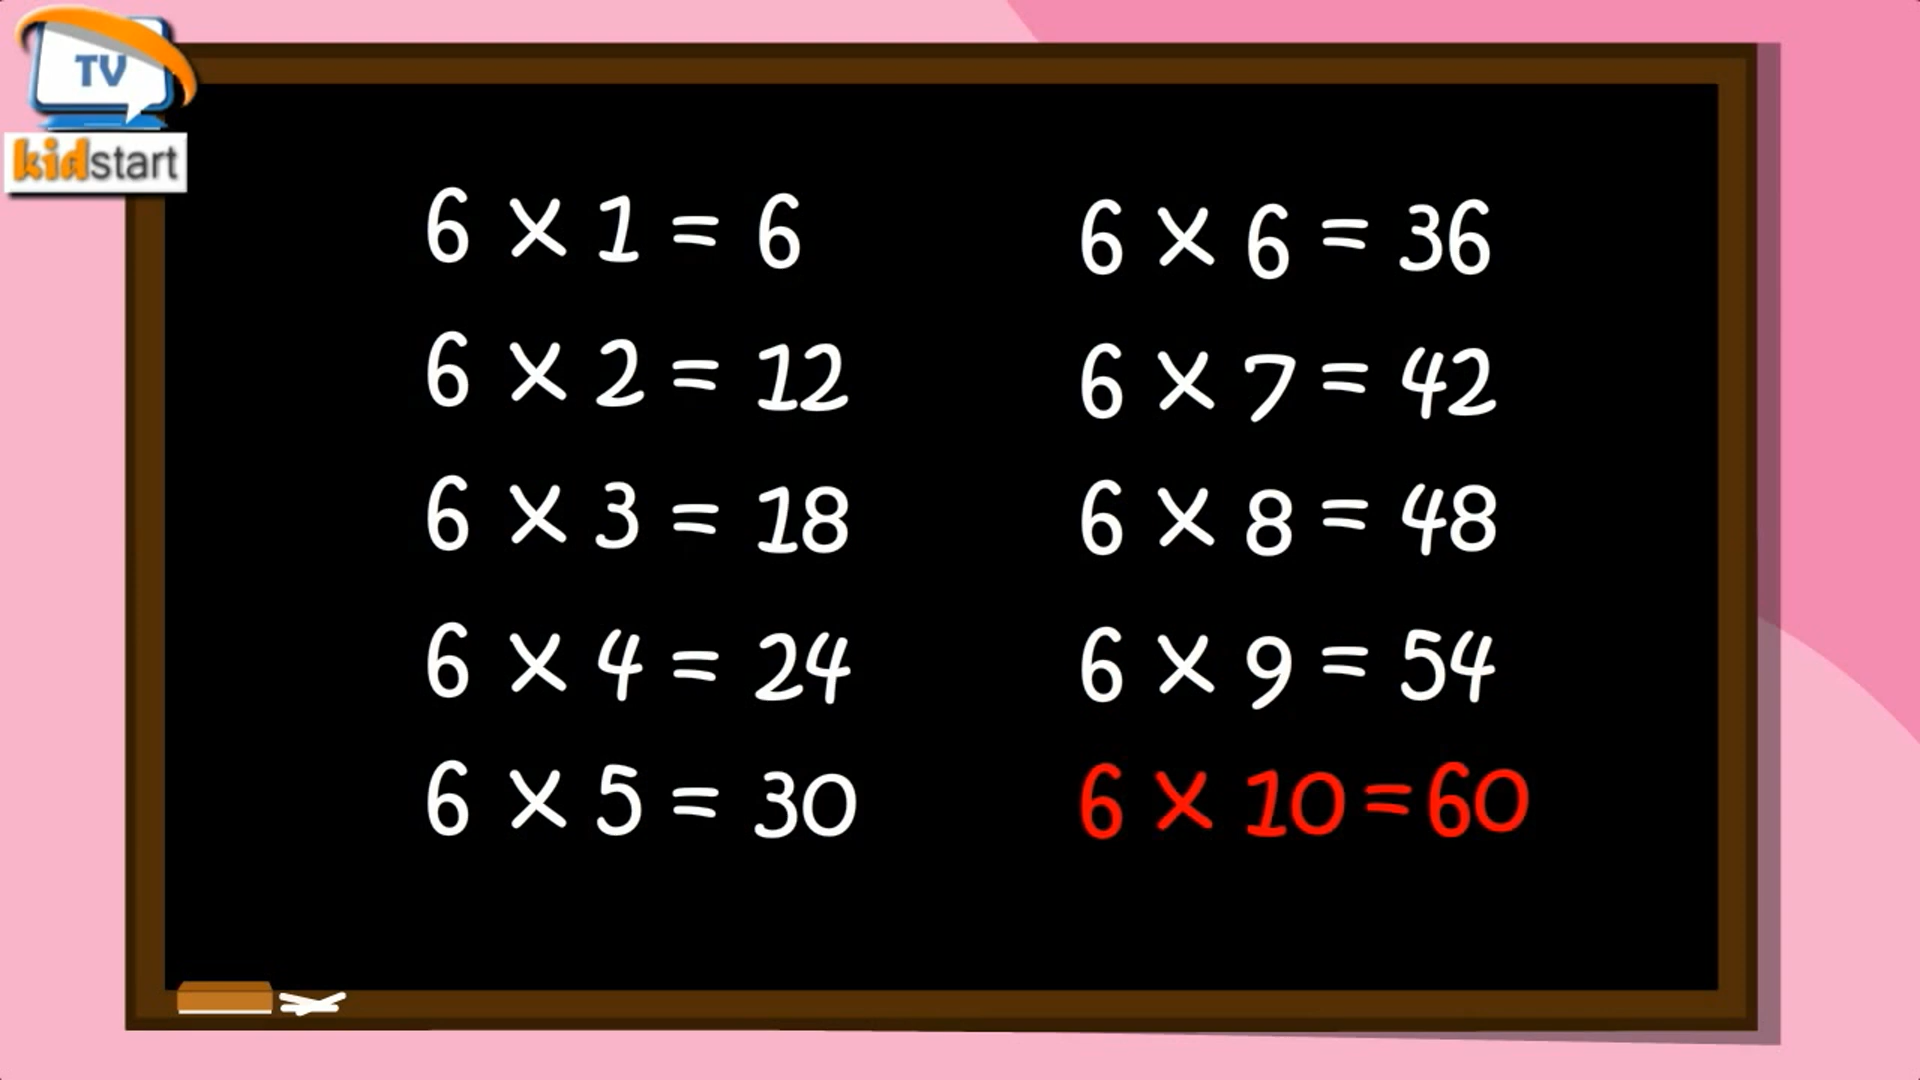 TV
kidstart
6 × 1 = 6
6 × 2 = 12
6 × 3 = 18
6 × 4 = 24
6 × 5 = 30
6 × 6 = 36
6 × 7 = 42
6 × 8 = 48
6 × 9 = 54
6 × 10 = 60